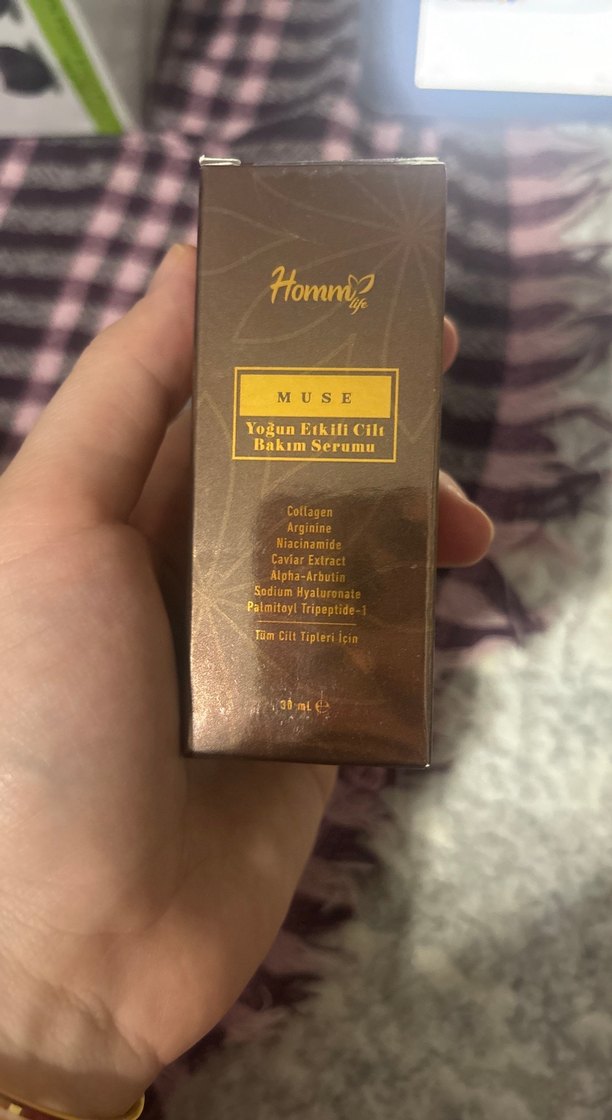 Homm
life
MUSE
Yoğun Etkili Cilt
Bakım Serumu
Collagen
Arginine
Niacinamide
Caviar Extract
Alpha-Arbutin
Sodium Hyaluronate
Palmitoyl Tripeptide-1
Tüm Cilt Tipleri İçin
30 mL ℮